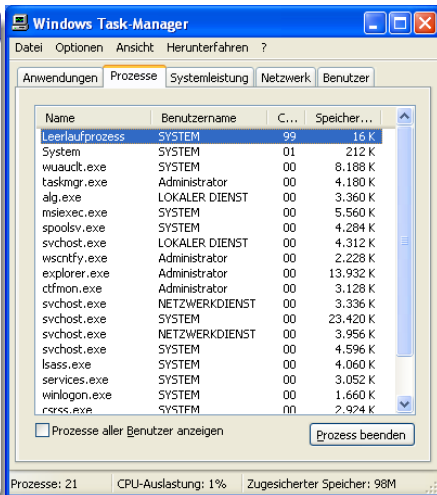 Windows Task-Manager
Datei Optionen Ansicht Herunterfahren ?
Anwendungen Prozesse Systemleistung Netzwerk Benutzer
Name Benutzername C... Speicher...
Leerlaufprozess SYSTEM 99 16 K
System SYSTEM 01 212 K
wuauclt.exe SYSTEM 00 8.188 K
taskmgr.exe Administrator 00 4.180 K
alg.exe LOKALER DIENST 00 3.360 K
msiexec.exe SYSTEM 00 5.560 K
spoolsv.exe SYSTEM 00 4.284 K
svchost.exe LOKALER DIENST 00 4.312 K
wscntfy.exe Administrator 00 2.228 K
explorer.exe Administrator 00 13.932 K
ctfmon.exe Administrator 00 3.128 K
svchost.exe NETZWERKDIENST 00 3.336 K
svchost.exe SYSTEM 00 23.420 K
svchost.exe NETZWERKDIENST 00 3.956 K
svchost.exe SYSTEM 00 4.596 K
lsass.exe SYSTEM 00 4.060 K
services.exe SYSTEM 00 3.052 K
winlogon.exe SYSTEM 00 1.660 K
csrss.exe SYSTEM 00 2.924 K
Prozesse aller Benutzer anzeigen
Prozess beenden
Prozesse: 21 CPU-Auslastung: 1% Zugesicherter Speicher: 98M